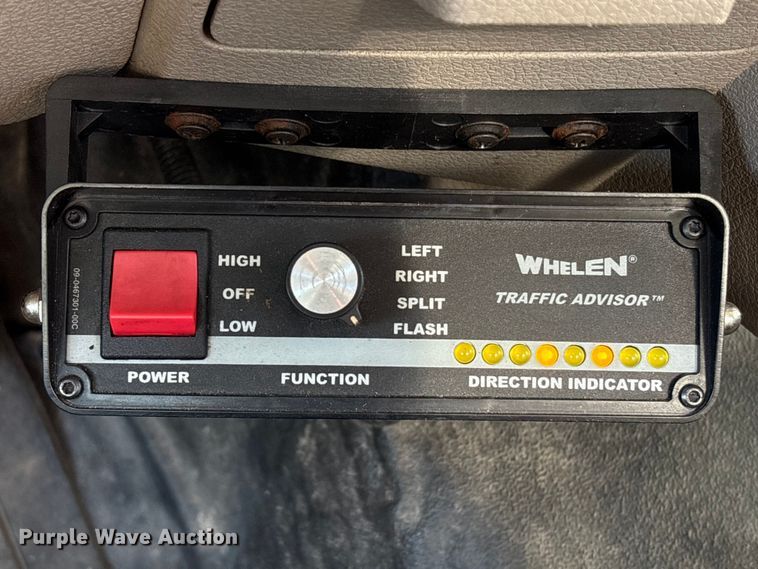 09-0467301-00C
HIGH
OFF
LOW
POWER
FUNCTION
LEFT
RIGHT
SPLIT
FLASH
WHELEN®
TRAFFIC ADVISOR™
DIRECTION INDICATOR
Purple Wave Auction